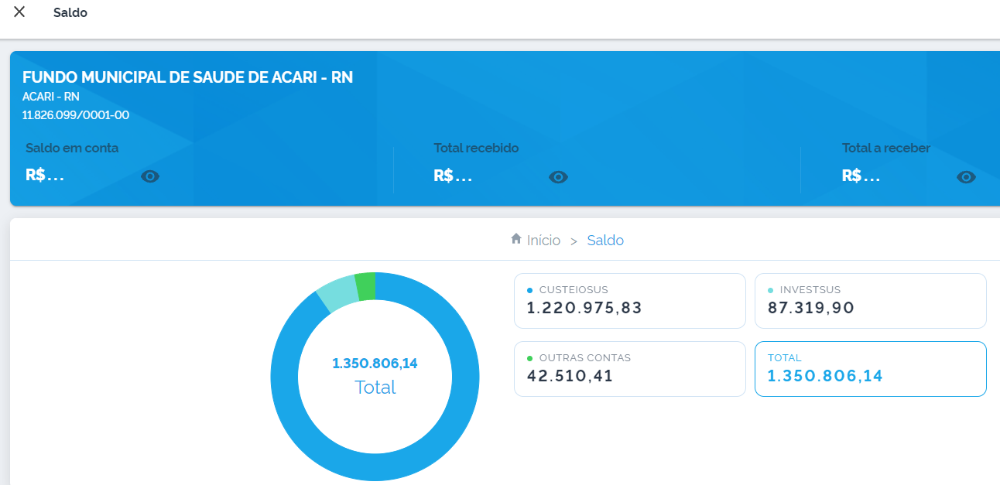 Saldo
FUNDO MUNICIPAL DE SAUDE DE ACARI - RN
ACARI - RN
11.826.099/0001-00
Saldo em conta
R$...
Total recebido
R$...
Total a receber
R$...
Início > Saldo
1.350.806,14
Total
CUSTEIOSUS
1.220.975,83
INVESTSUS
87.319,90
OUTRAS CONTAS
42.510,41
TOTAL
1.350.806,14